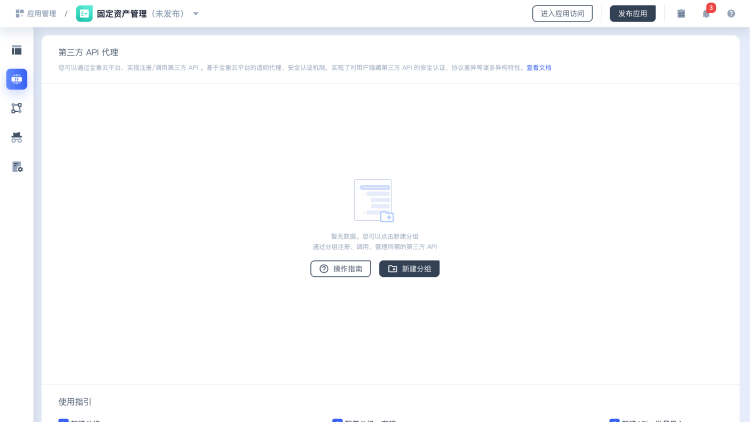 应用管理 / 固定资产管理（未发布）
进入应用访问 发布应用 3
第三方 API 代理
您可以通过全象云平台，实现注册/调用第三方 API 。基于全象云平台的透明代理，安全认证机制，实现了对用户隐藏第三方 API 的安全认证、协议差异等诸多异构特性。查看文档
暂无数据，您可以点击新建分组
通过分组注册、调用、管理所需的第三方 API
操作指南 新建分组
使用指引